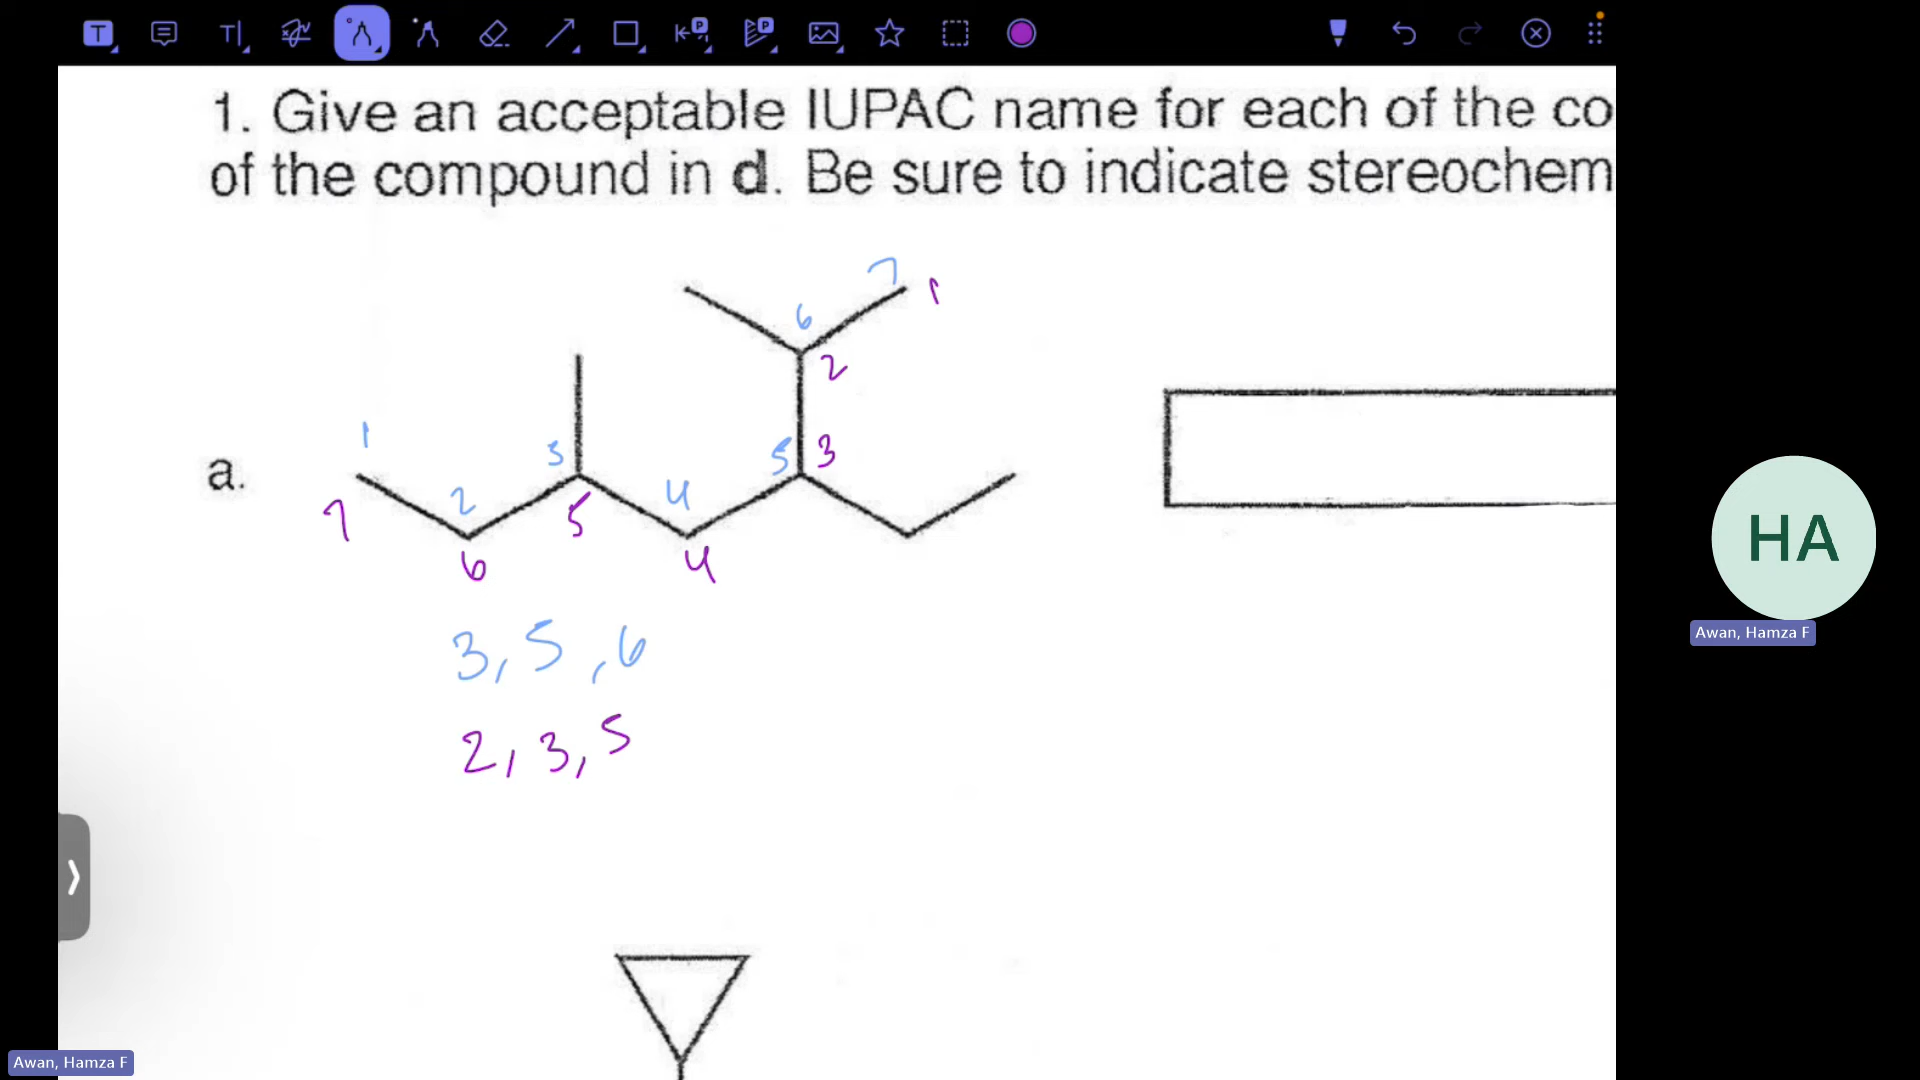 1. Give an acceptable IUPAC name for each of the co
of the compound in d. Be sure to indicate stereochem
7 1
6
2
1 3 5 3
a. 2 4
7 5
6 4
3, 5, 6
2, 3, 5
HA
Awan, Hamza F
Awan, Hamza F